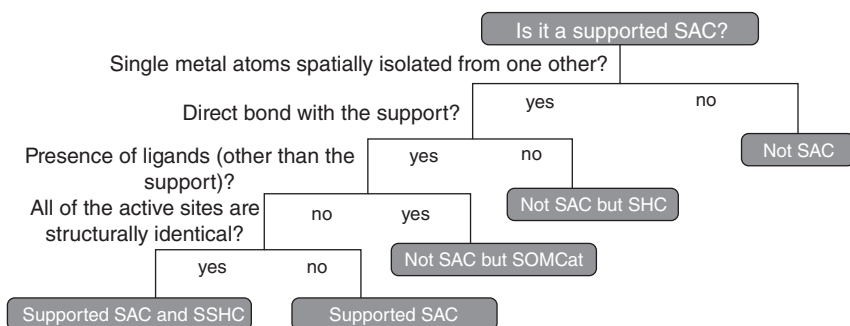 Is it a supported SAC?
Single metal atoms spatially isolated from one other?
yes
no
Direct bond with the support?
Not SAC
yes
no
Presence of ligands (other than the
support)?
Not SAC but SHC
no
yes
All of the active sites are
structurally identical?
Not SAC but SOMCat
yes
no
Supported SAC and SSHC
Supported SAC